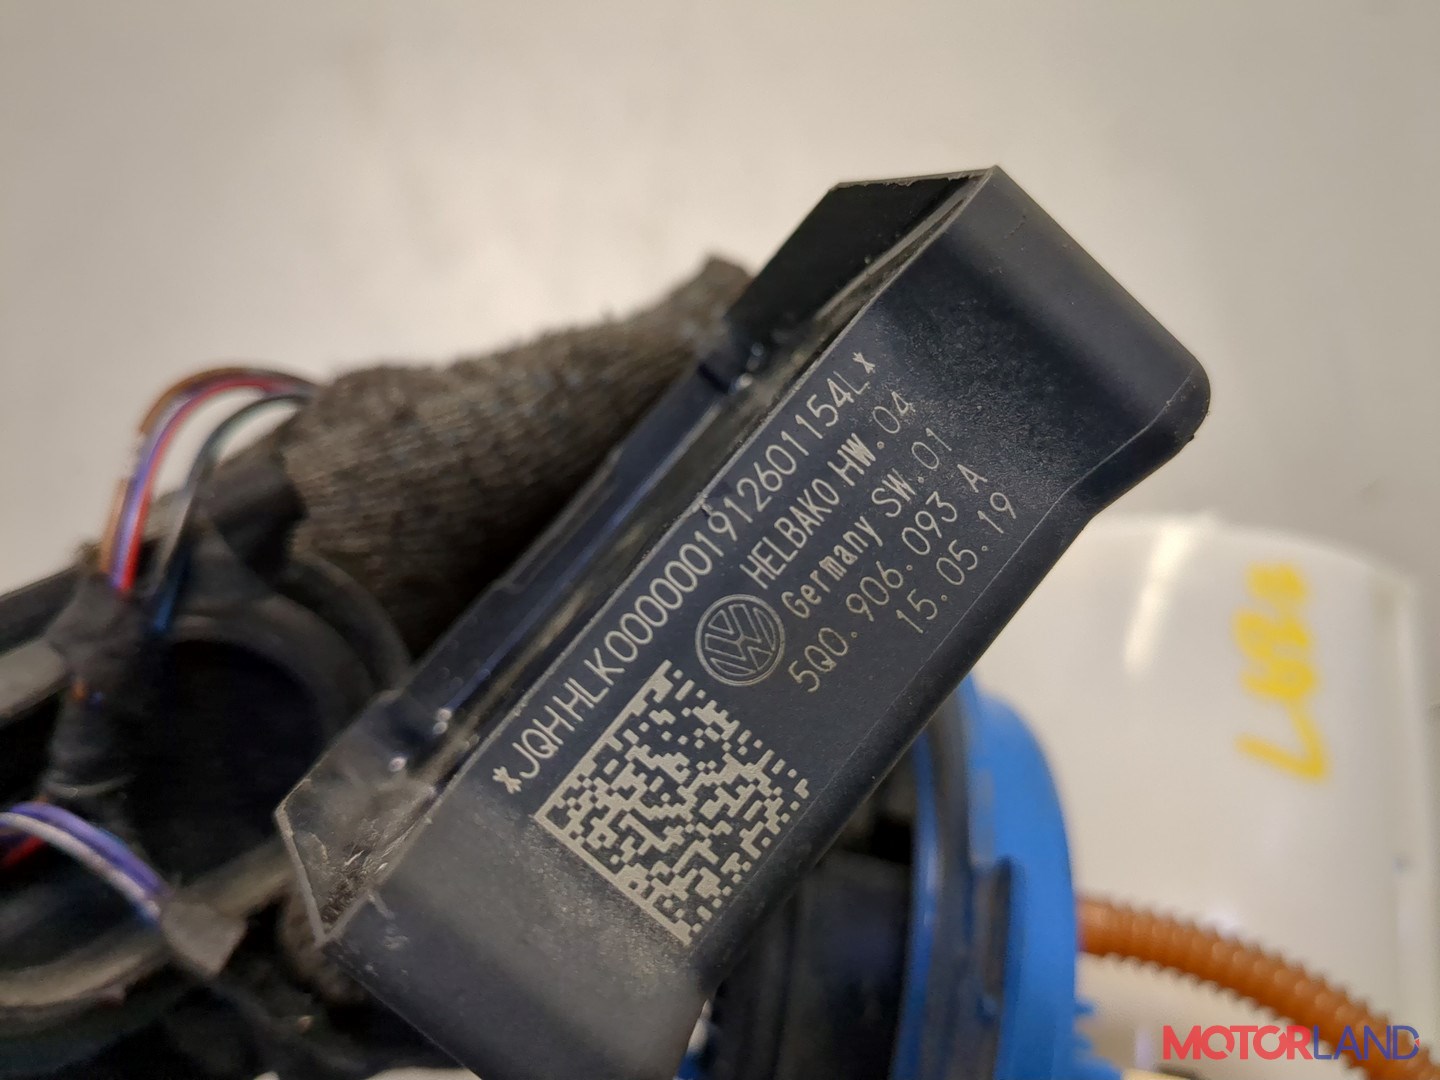 *JQHHLK0000001912601154L*
HELBAKO HW.04
Germany SW.01
5Q0.906.093 A
15.05.19
MOTORLAND